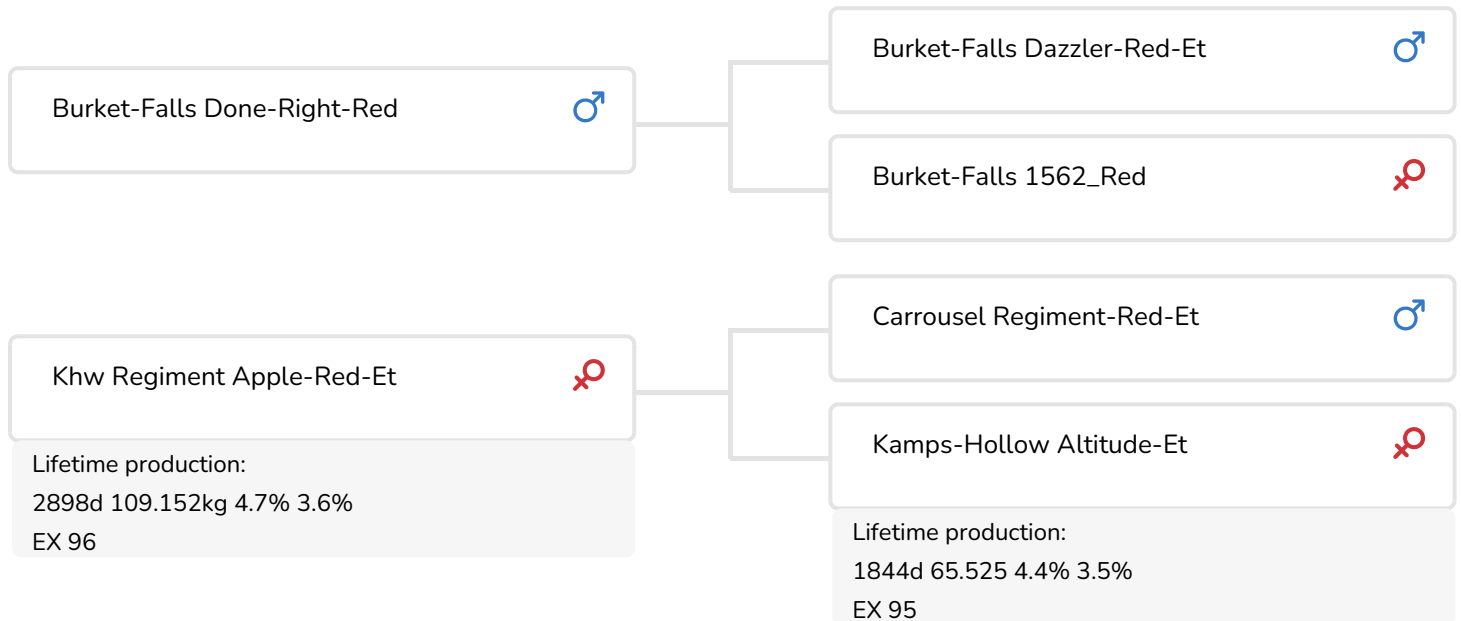 Burket-Falls Done-Right-Red
Burket-Falls Dazzler-Red-Et
Burket-Falls 1562_Red
Khw Regiment Apple-Red-Et
Lifetime production:
2898d 109.152kg 4.7% 3.6%
EX 96
Carrousel Regiment-Red-Et
Kamps-Hollow Altitude-Et
Lifetime production:
1844d 65.525 4.4% 3.5%
EX 95